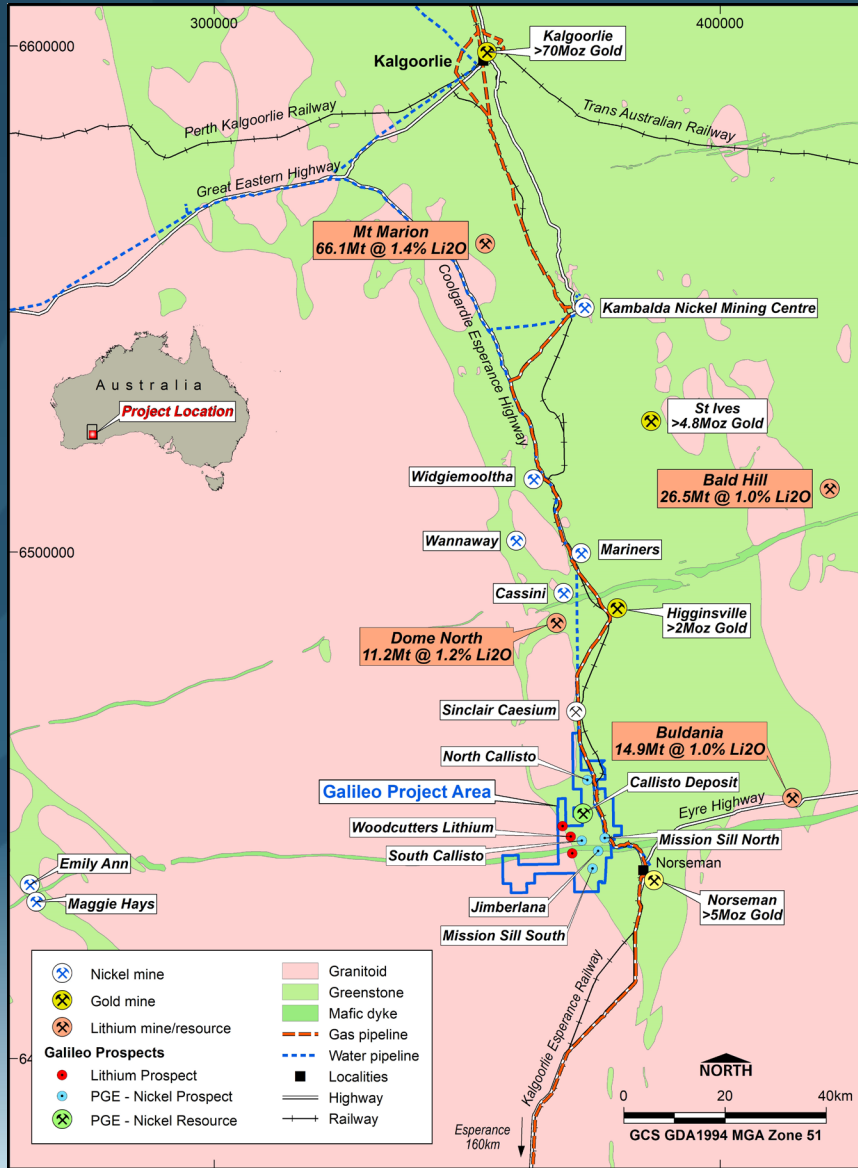 300000
400000
6600000
Kalgoorlie
>70Moz Gold
Kalgoorlie
Perth Kalgoorlie Railway
Trans Australian Railway
Great Eastern Highway
Mt Marion
66.1Mt @ 1.4% Li2O
Coolgardie Esperance Highway
Kambalda Nickel Mining Centre
Australia
Project Location
St Ives
>4.8Moz Gold
Widgiemooltha
Bald Hill
26.5Mt @ 1.0% Li2O
6500000
Wannaway
Mariners
Cassini
Higginsville
>2Moz Gold
Dome North
11.2Mt @ 1.2% Li2O
Sinclair Caesium
Buldania
14.9Mt @ 1.0% Li2O
North Callisto
Callisto Deposit
Galileo Project Area
Eyre Highway
Woodcutters Lithium
Mission Sill North
South Callisto
Norseman
Emily Ann
Maggie Hays
Jimberlana
Norseman
>5Moz Gold
Mission Sill South
Nickel mine
Gold mine
Lithium mine/resource
Galileo Prospects
Lithium Prospect
PGE - Nickel Prospect
PGE - Nickel Resource
Granitoid
Greenstone
Mafic dyke
Gas pipeline
Water pipeline
Localities
Highway
Railway
64
Kalgoorlie Esperance Railway
Esperance
160km
NORTH
0 20 40km
GCS GDA1994 MGA Zone 51